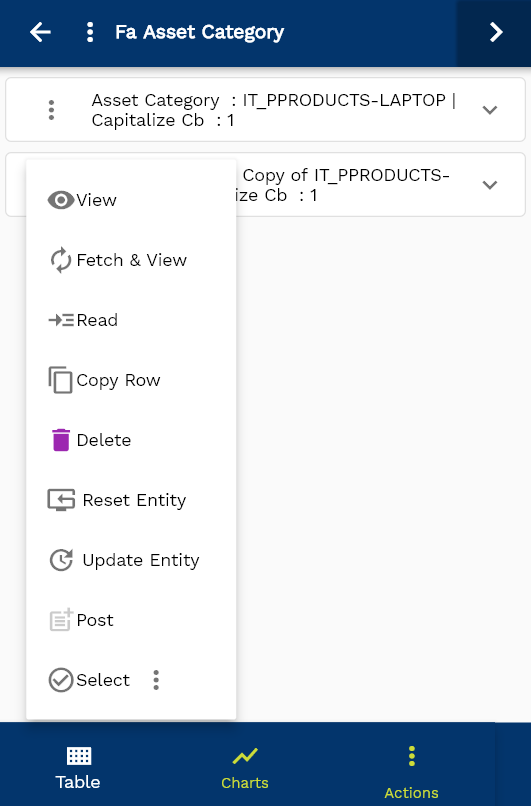 Fa Asset Category
Asset Category : IT_PPRODUCTS-LAPTOP |
Capitalize Cb : 1
Copy of IT_PPRODUCTS-
ize Cb : 1
View
Fetch & View
Read
Copy Row
Delete
Reset Entity
Update Entity
Post
Select
Table
Charts
Actions